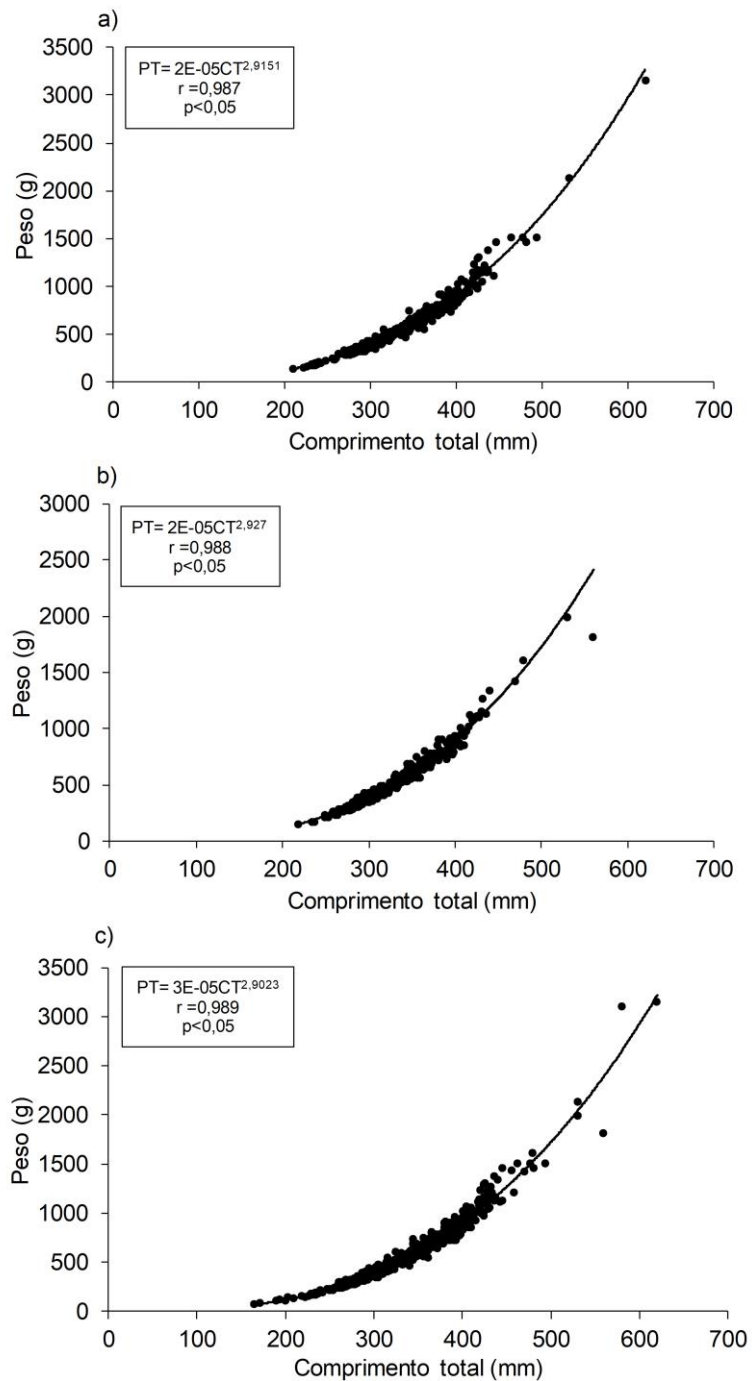 a)
PT= 2E-05CT2,9151
r =0,987
p<0,05
3500
3000
2500
2000
1500
1000
500
0
Peso (g)
0 100 200 300 400 500 600 700
Comprimento total (mm)
b)
PT= 2E-05CT2,927
r =0,988
p<0,05
3000
2500
2000
1500
1000
500
0
Peso (g)
0 100 200 300 400 500 600 700
Comprimento total (mm)
c)
PT= 3E-05CT2,9023
r =0,989
p<0,05
3500
3000
2500
2000
1500
1000
500
0
Peso (g)
0 100 200 300 400 500 600 700
Comprimento total (mm)